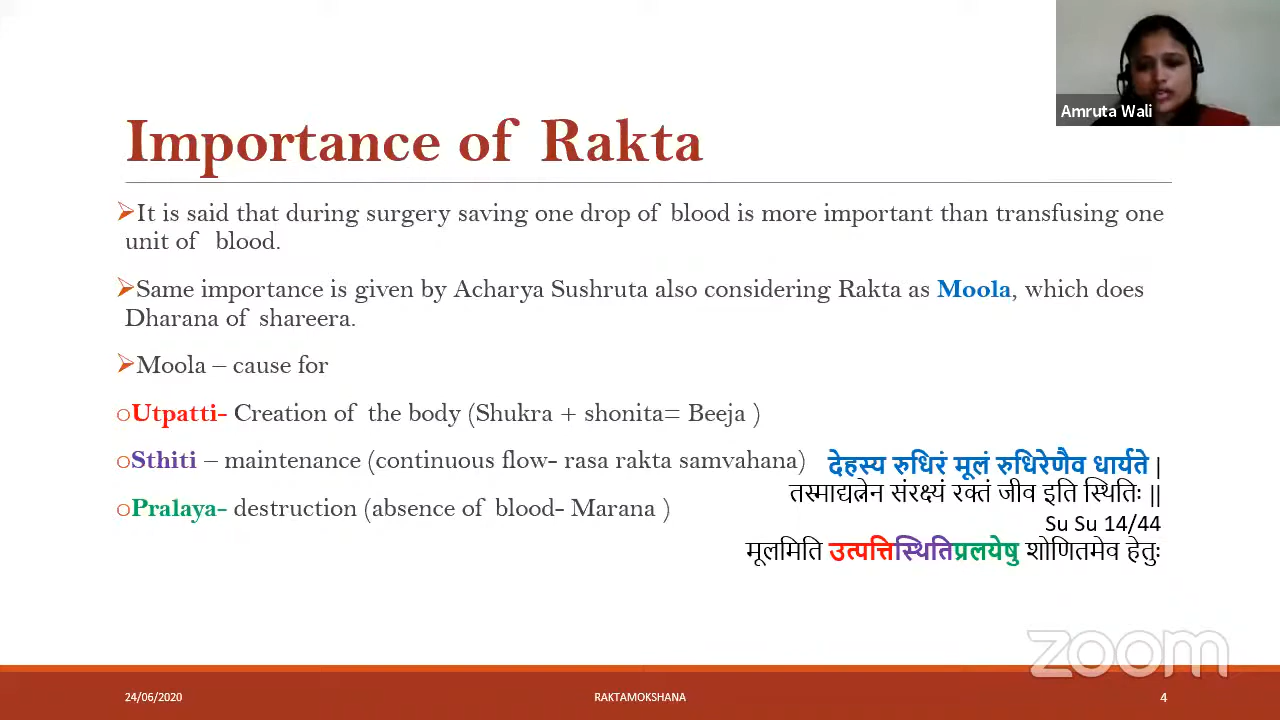 Amruta Wali
Importance of Rakta
➢It is said that during surgery saving one drop of blood is more important than transfusing one
unit of blood.
➢Same importance is given by Acharya Sushruta also considering Rakta as Moola, which does
Dharana of shareera.
➢Moola – cause for
oUtpatti- Creation of the body (Shukra + shonita= Beeja )
oSthiti – maintenance (continuous flow- rasa rakta samvahana)
oPralaya- destruction (absence of blood- Marana )
देहस्य रुधिरं मूलं रुधिरेणैव धार्यते |
तस्माद्यत्नेन संरक्ष्यं रक्तं जीव इति स्थितिः ||
Su Su 14/44
मूलमिति उत्पत्तिस्थितिप्रलयेषु शोणितमेव हेतुः
zoom
24/06/2020
RAKTAMOKSHANA
4